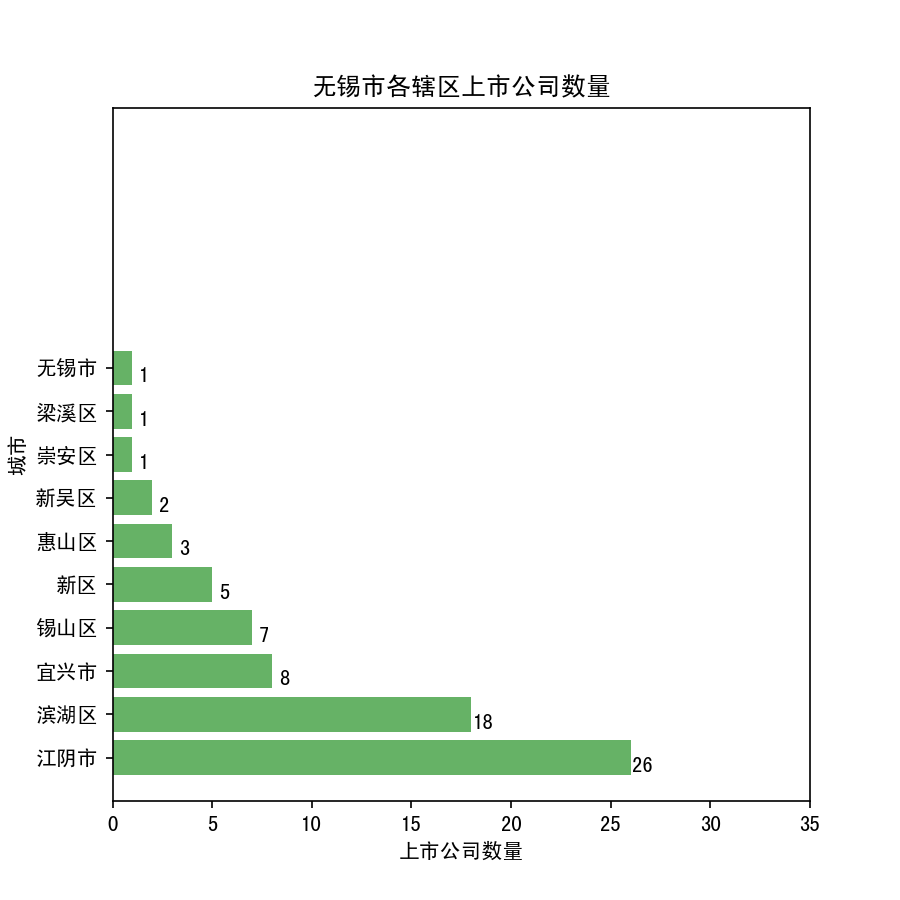 无锡市各辖区上市公司数量
城市
无锡市 1
梁溪区 1
崇安区 1
新吴区 2
惠山区 3
新区 5
锡山区 7
宜兴市 8
滨湖区 18
江阴市 26
0 5 10 15 20 25 30 35
上市公司数量